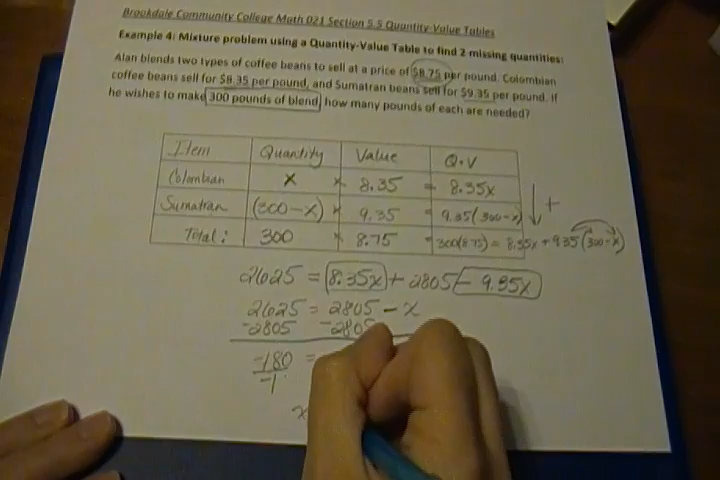 Brookdale Community College Math 021 Section 5.5 Quantity-Value Tables
Example 4: Mixture problem using a Quantity-Value Table to find 2 missing quantities:
Alan blends two types of coffee beans to sell at a price of $8.75 per pound. Colombian
coffee beans sell for $8.35 per pound, and Sumatran beans sell for $9.35 per pound. If
he wishes to make 300 pounds of blend, how many pounds of each are needed?
Item Quantity Value Q·V
Colombian x × 8.35 = 8.35x
Sumatran (300-x) × 9.35 = 9.35(300-x) +
Total: 300 × 8.75 = 300(8.75) = 8.35x + 9.35(300-x)
2625 = 8.35x + 2805 - 9.35x
2625 = 2805 - x
-2805 -2805
-180 =
-1
x